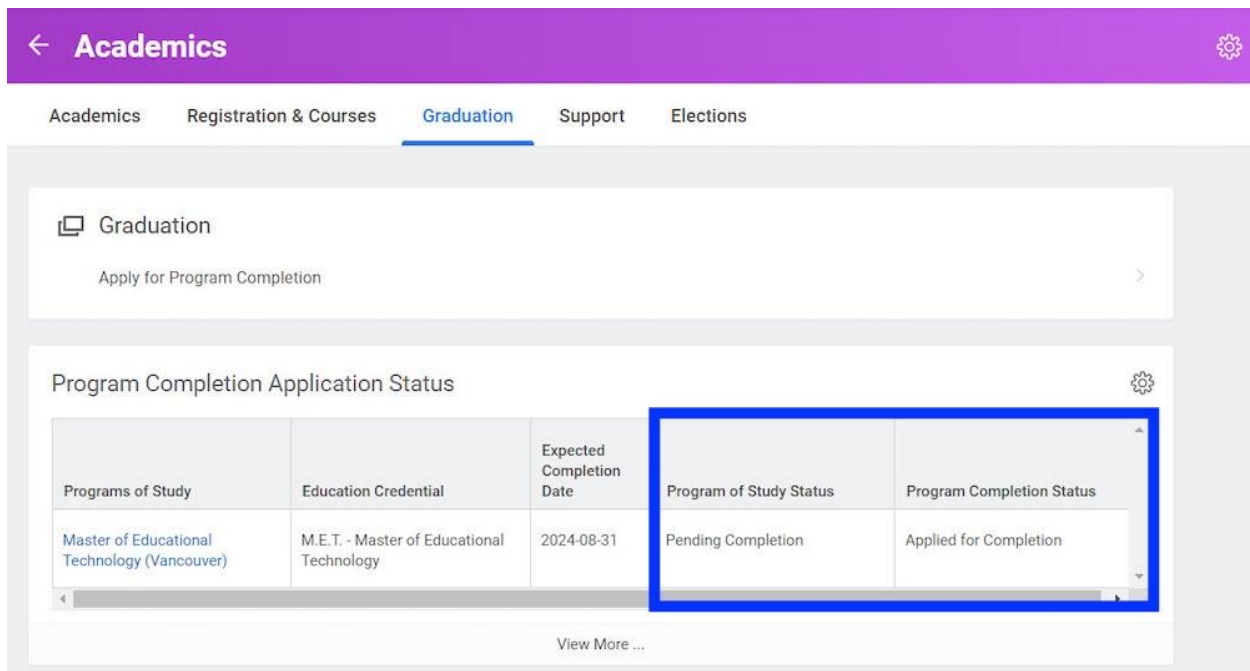 Academics
Academics Registration & Courses Graduation Support Elections
Graduation
Apply for Program Completion
Program Completion Application Status
Expected
Completion
Programs of Study Education Credential Date Program of Study Status Program Completion Status
Master of Educational M.E.T. - Master of Educational 2024-08-31 Pending Completion Applied for Completion
Technology (Vancouver) Technology
View More ...